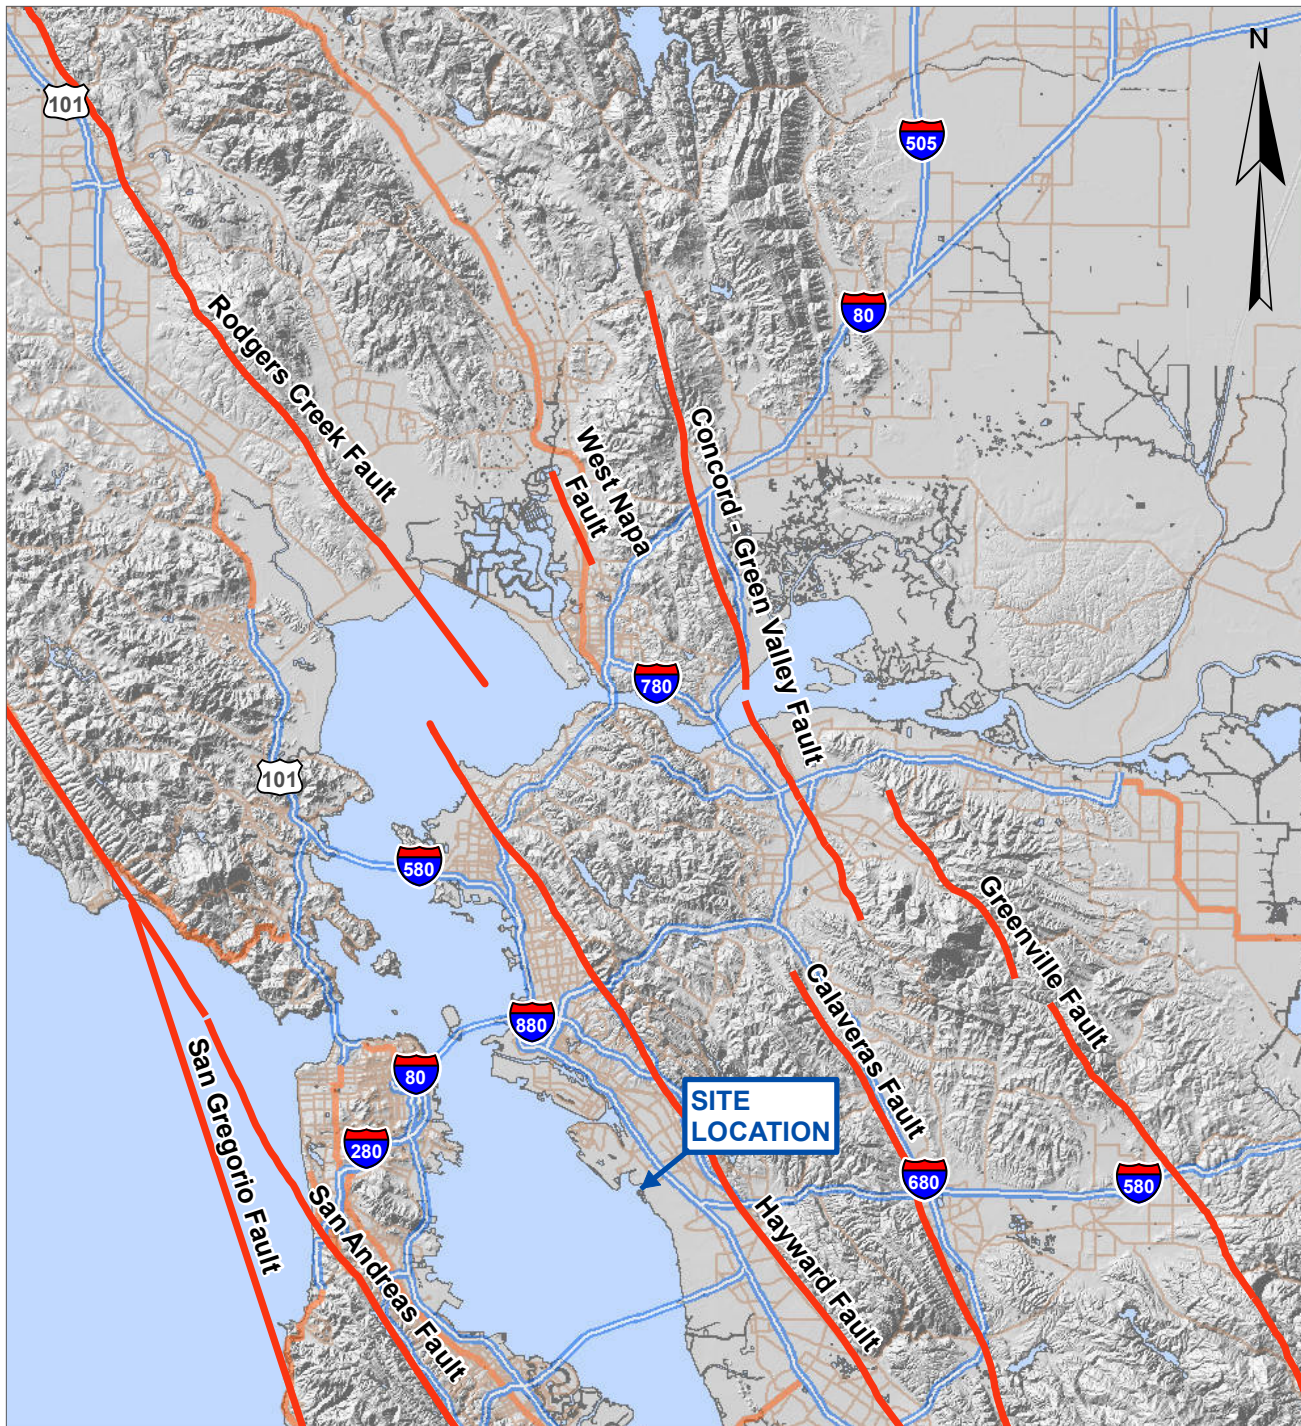 N
101
505
80
Rodgers Creek Fault
West Napa
Fault
Concord - Green Valley Fault
780
101
580
Greenville Fault
Calaveras Fault
880
80
San Gregorio Fault
SITE
LOCATION
280
680
580
San Andreas Fault
Hayward Fault